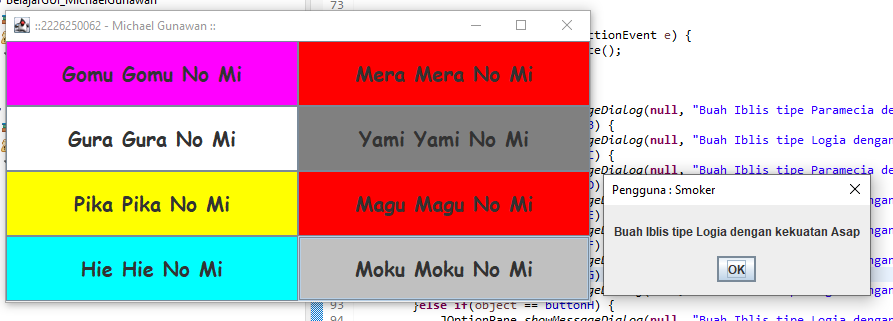 BelajarGUI_MichaelGunawan
73
::2226250062 - Michael Gunawan ::
ctionEvent e) {
ce();
Gomu Gomu No Mi
Mera Mera No Mi
geDialog(null, "Buah Iblis tipe Paramecia de
) {
Gura Gura No Mi
Yami Yami No Mi
geDialog(null, "Buah Iblis tipe Logia dengan
) {
geDialog(null, "Buah Iblis tipe Paramecia de
Pengguna : Smoker
Pika Pika No Mi
Magu Magu No Mi
Buah Iblis tipe Logia dengan kekuatan Asap
Hie Hie No Mi
Moku Moku No Mi
OK
93
}else if(object == buttonH) {
94
JOptionPane.showMessageDialog(null, "Buah Iblis tipe Logia dengan